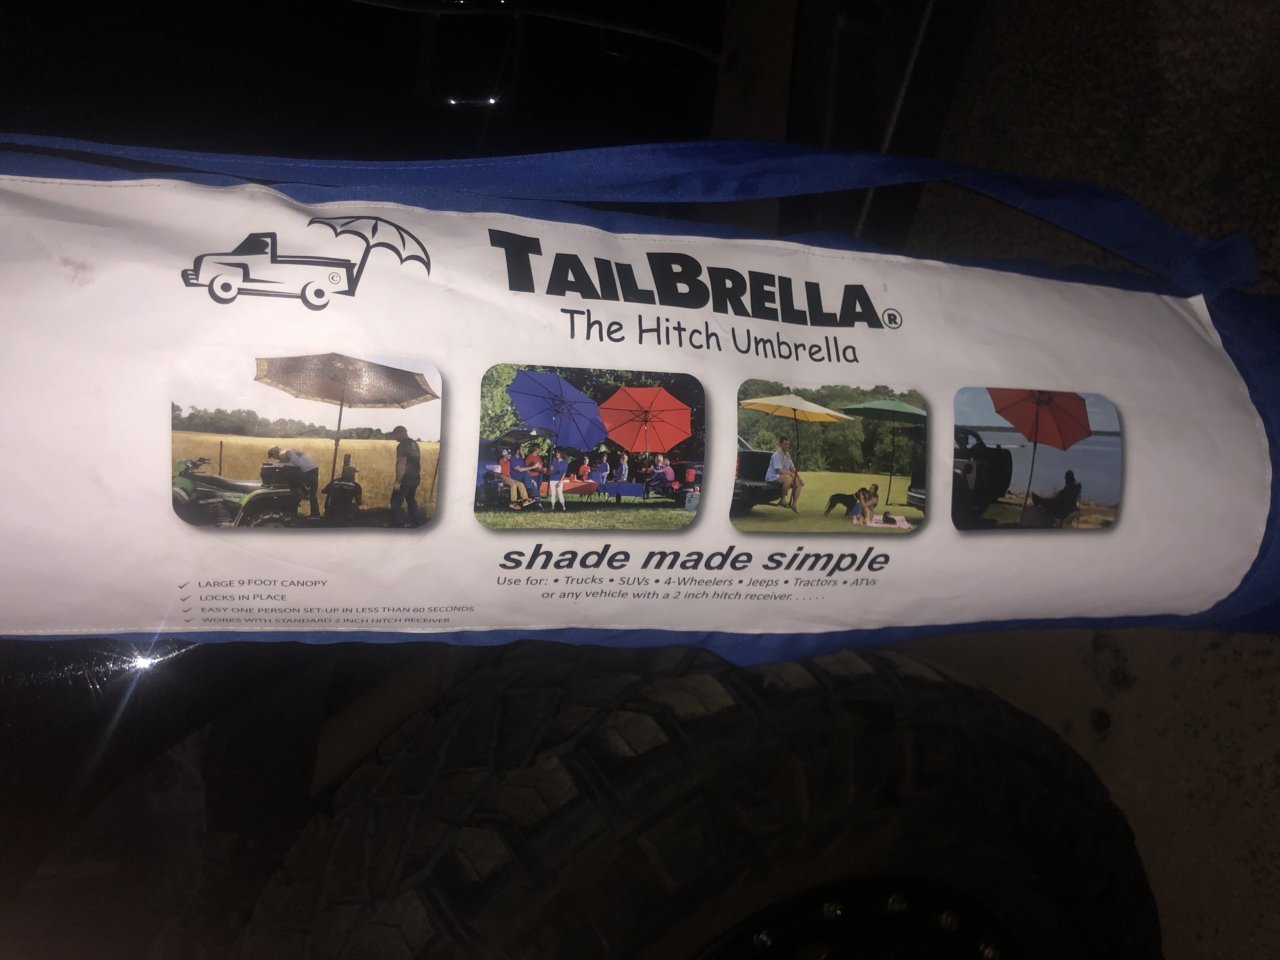 ©
TAILBRELLA®
The Hitch Umbrella
shade made simple
Use for: • Trucks • SUVs • 4-Wheelers • Jeeps • Tractors • ATVs
or any vehicle with a 2 inch hitch receiver. . . . . .
✓ LARGE 9 FOOT CANOPY
✓ LOCKS IN PLACE
✓ EASY ONE PERSON SET-UP IN LESS THAN 60 SECONDS
✓ WORKS WITH STANDARD 2 INCH HITCH RECEIVER